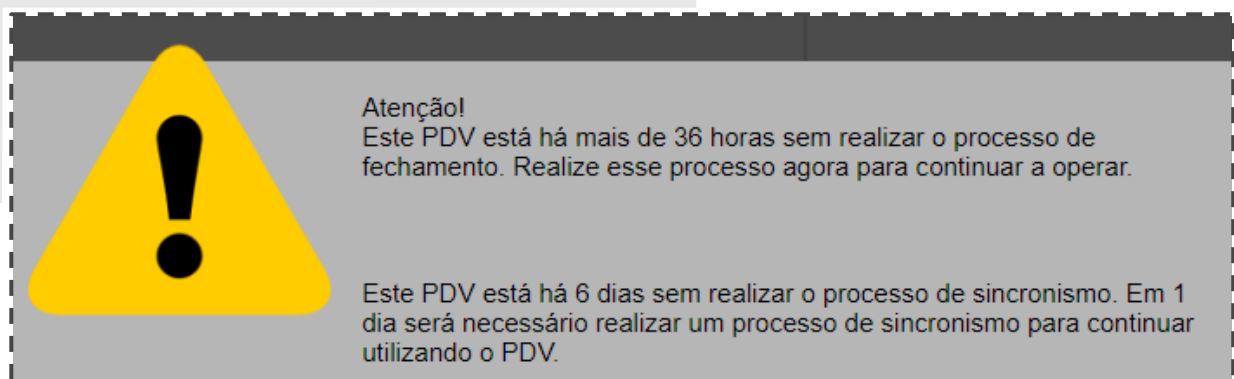 Atenção!
Este PDV está há mais de 36 horas sem realizar o processo de
fechamento. Realize esse processo agora para continuar a operar.
Este PDV está há 6 dias sem realizar o processo de sincronismo. Em 1
dia será necessário realizar um processo de sincronismo para continuar
utilizando o PDV.